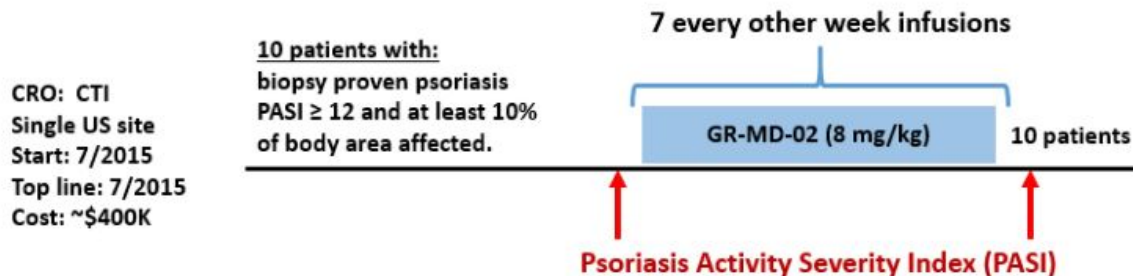 7 every other week infusions
10 patients with:
biopsy proven psoriasis
PASI ≥ 12 and at least 10%
of body area affected.
CRO: CTI
Single US site
Start: 7/2015
Top line: 7/2015
Cost: ~$400K
GR-MD-02 (8 mg/kg)
10 patients
Psoriasis Activity Severity Index (PASI)